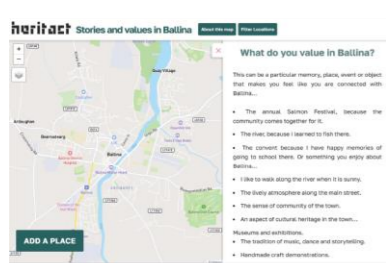 heritact Stories and values in Ballina
About this map
Filter Locations
What do you value in Ballina?
This can be a particular memory, place, event or object
that makes you feel like you are connected with
Ballina...
• The annual Salmon Festival, because the
community comes together for it.
• The river, because I learned to fish there.
• The convent because I have happy memories of
going to school there. Or something you enjoy about
Ballina...
• I like to walk along the river when it is sunny.
• The lively atmosphere along the main street.
• The sense of community of the town.
• An aspect of cultural heritage in the town...
Museums and exhibitions.
• The tradition of music, dance and storytelling.
• Handmade craft demonstrations.
+
−
×
Quay Village
Ballina
ADD A PLACE